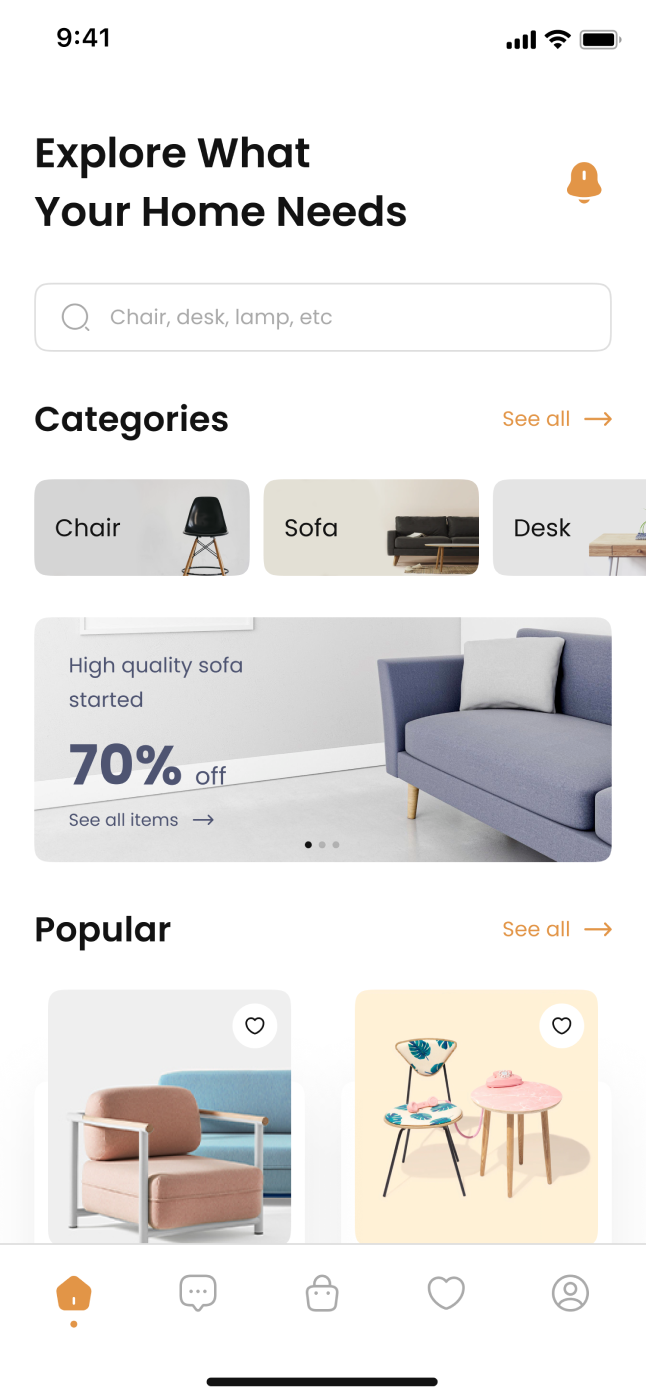 9:41
Explore What
Your Home Needs
Chair, desk, lamp, etc
Categories
See all
Chair
Sofa
Desk
High quality sofa
started
70% off
See all items
Popular
See all